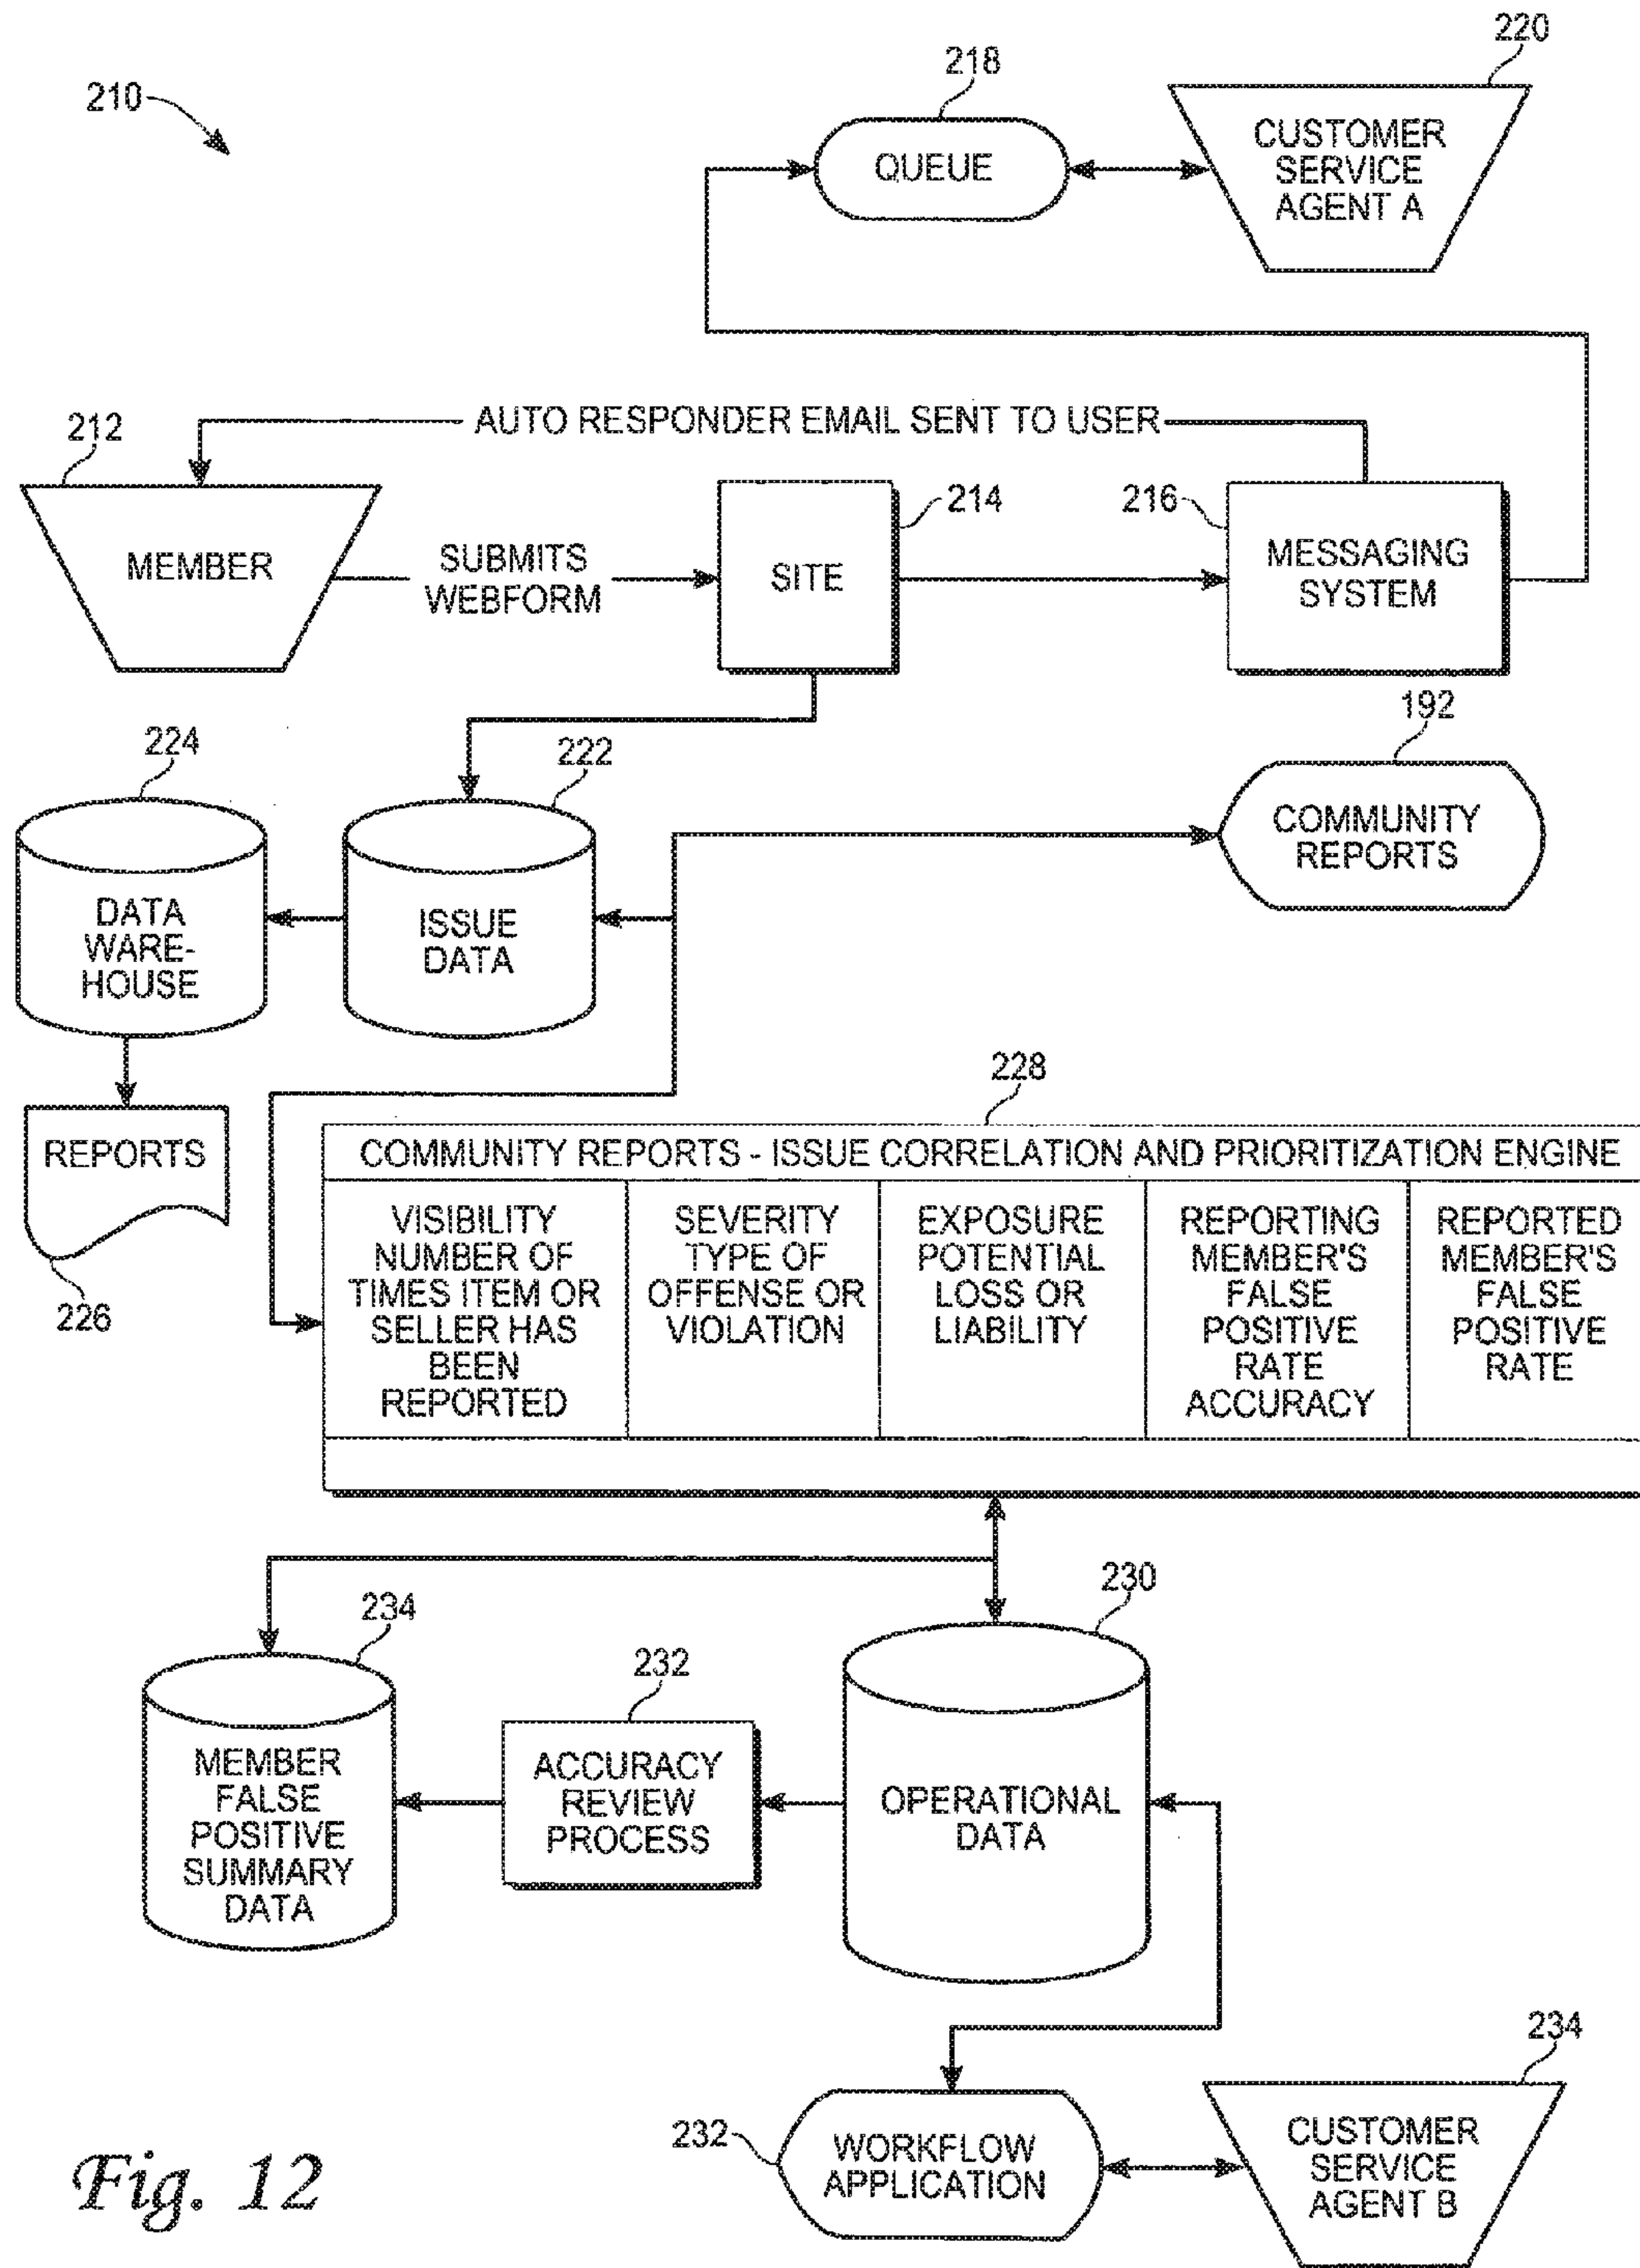 220
218
210
QUEUE
CUSTOMER
SERVICE
AGENT A
AUTO RESPONDER EMAIL SENT TO USER
212
214
216
MEMBER
SUBMITS
WEBFORM
SITE
MESSAGING
SYSTEM
192
224
222
COMMUNITY
REPORTS
DATA
WARE-
HOUSE
ISSUE
DATA
228
REPORTS
226
COMMUNITY REPORTS - ISSUE CORRELATION AND PRIORITIZATION ENGINE
VISIBILITY
NUMBER OF
TIMES ITEM OR
SELLER HAS
BEEN
REPORTED
SEVERITY
TYPE OF
OFFENSE OR
VIOLATION
EXPOSURE
POTENTIAL
LOSS OR
LIABILITY
REPORTING
MEMBER'S
FALSE
POSITIVE
RATE
ACCURACY
REPORTED
MEMBER'S
FALSE
POSITIVE
RATE
230
234
232
MEMBER
FALSE
POSITIVE
SUMMARY
DATA
ACCURACY
REVIEW
PROCESS
OPERATIONAL
DATA
234
232
WORKFLOW
APPLICATION
CUSTOMER
SERVICE
AGENT B
Fig. 12